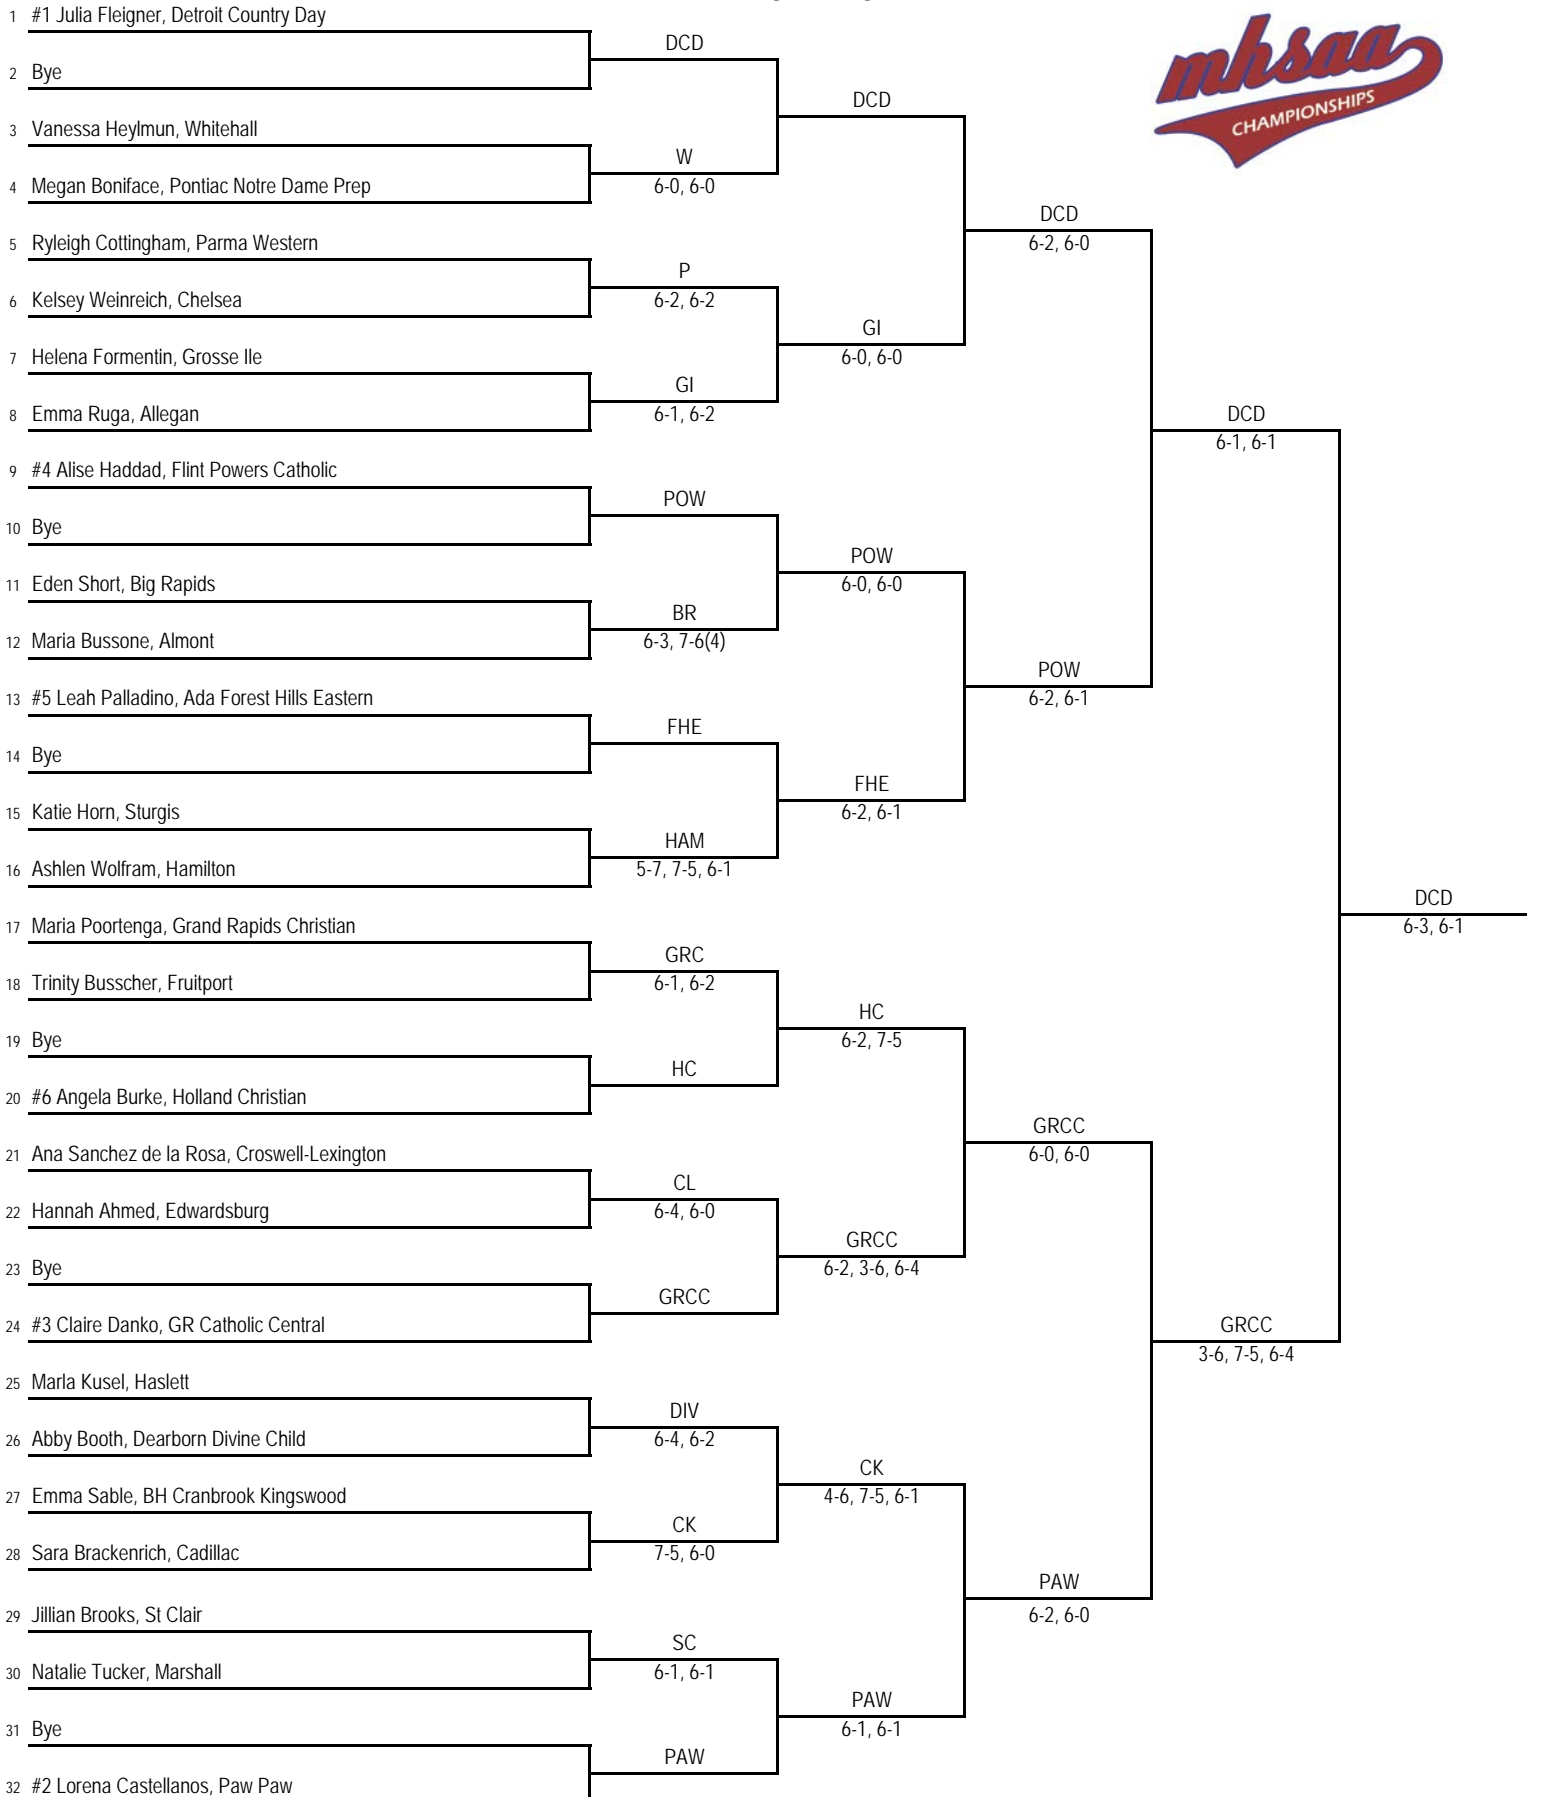 mhsaa
CHAMPIONSHIPS
1 #1 Julia Fleigner, Detroit Country Day
DCD
2 Bye
DCD
3 Vanessa Heylmun, Whitehall
W
4 Megan Boniface, Pontiac Notre Dame Prep
6-0, 6-0
DCD
5 Ryleigh Cottingham, Parma Western
6-2, 6-0
P
6 Kelsey Weinreich, Chelsea
6-2, 6-2
GI
7 Helena Formentin, Grosse Ile
6-0, 6-0
GI
8 Emma Ruga, Allegan
6-1, 6-2
DCD
6-1, 6-1
9 #4 Alise Haddad, Flint Powers Catholic
POW
10 Bye
POW
11 Eden Short, Big Rapids
6-0, 6-0
BR
12 Maria Bussone, Almont
6-3, 7-6(4)
POW
13 #5 Leah Palladino, Ada Forest Hills Eastern
6-2, 6-1
FHE
14 Bye
FHE
15 Katie Horn, Sturgis
6-2, 6-1
HAM
16 Ashlen Wolfram, Hamilton
5-7, 7-5, 6-1
DCD
17 Maria Poortenga, Grand Rapids Christian
6-3, 6-1
GRC
18 Trinity Busscher, Fruitport
6-1, 6-2
HC
19 Bye
6-2, 7-5
HC
20 #6 Angela Burke, Holland Christian
GRCC
21 Ana Sanchez de la Rosa, Croswell-Lexington
6-0, 6-0
CL
22 Hannah Ahmed, Edwardsburg
6-4, 6-0
GRCC
23 Bye
6-2, 3-6, 6-4
GRCC
24 #3 Claire Danko, GR Catholic Central
GRCC
3-6, 7-5, 6-4
25 Marla Kusel, Haslett
DIV
26 Abby Booth, Dearborn Divine Child
6-4, 6-2
CK
27 Emma Sable, BH Cranbrook Kingswood
4-6, 7-5, 6-1
CK
28 Sara Brackenrich, Cadillac
7-5, 6-0
PAW
29 Jillian Brooks, St Clair
6-2, 6-0
SC
30 Natalie Tucker, Marshall
6-1, 6-1
PAW
31 Bye
6-1, 6-1
PAW
32 #2 Lorena Castellanos, Paw Paw